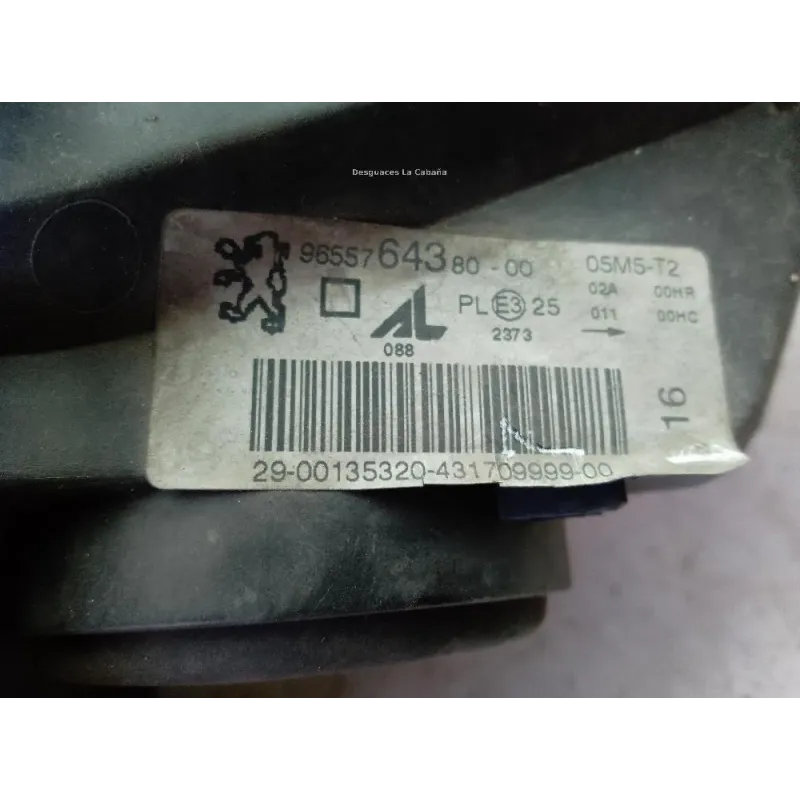 Desguaces La Cabaña
9655764380-00 05M5-T2
PL E3 25 02A 00HR
2373 011 00HC
AL
088
16
29-00135320-431709999-00